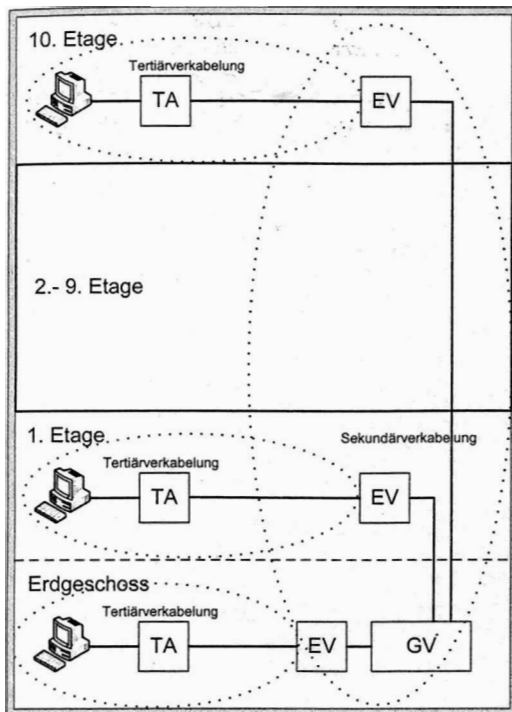 10. Etage
Tertiärverkabelung
TA
EV
2.- 9. Etage
1. Etage
Sekundärverkabelung
Tertiärverkabelung
TA
EV
Erdgeschoss
Tertiärverkabelung
TA
EV
GV